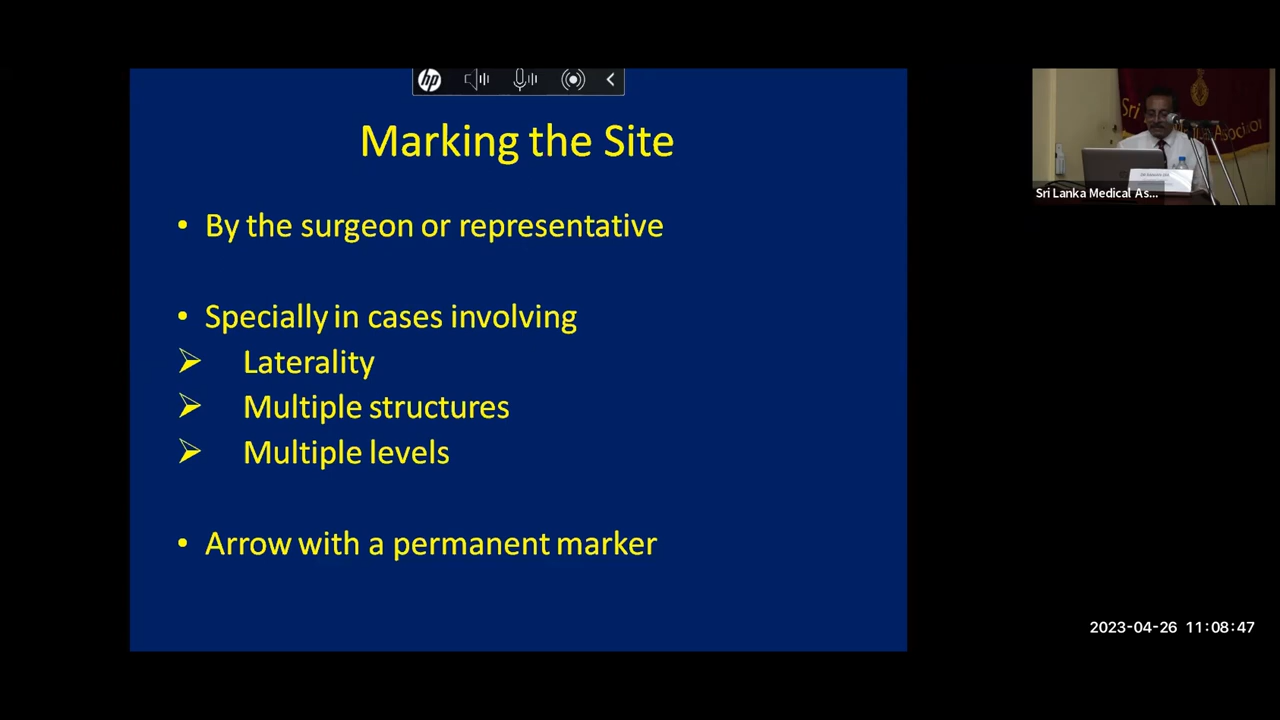 hp
Marking the Site
• By the surgeon or representative
• Specially in cases involving
➢ Laterality
➢ Multiple structures
➢ Multiple levels
• Arrow with a permanent marker
Sri Lanka Medical As...
2023-04-26 11:08:47